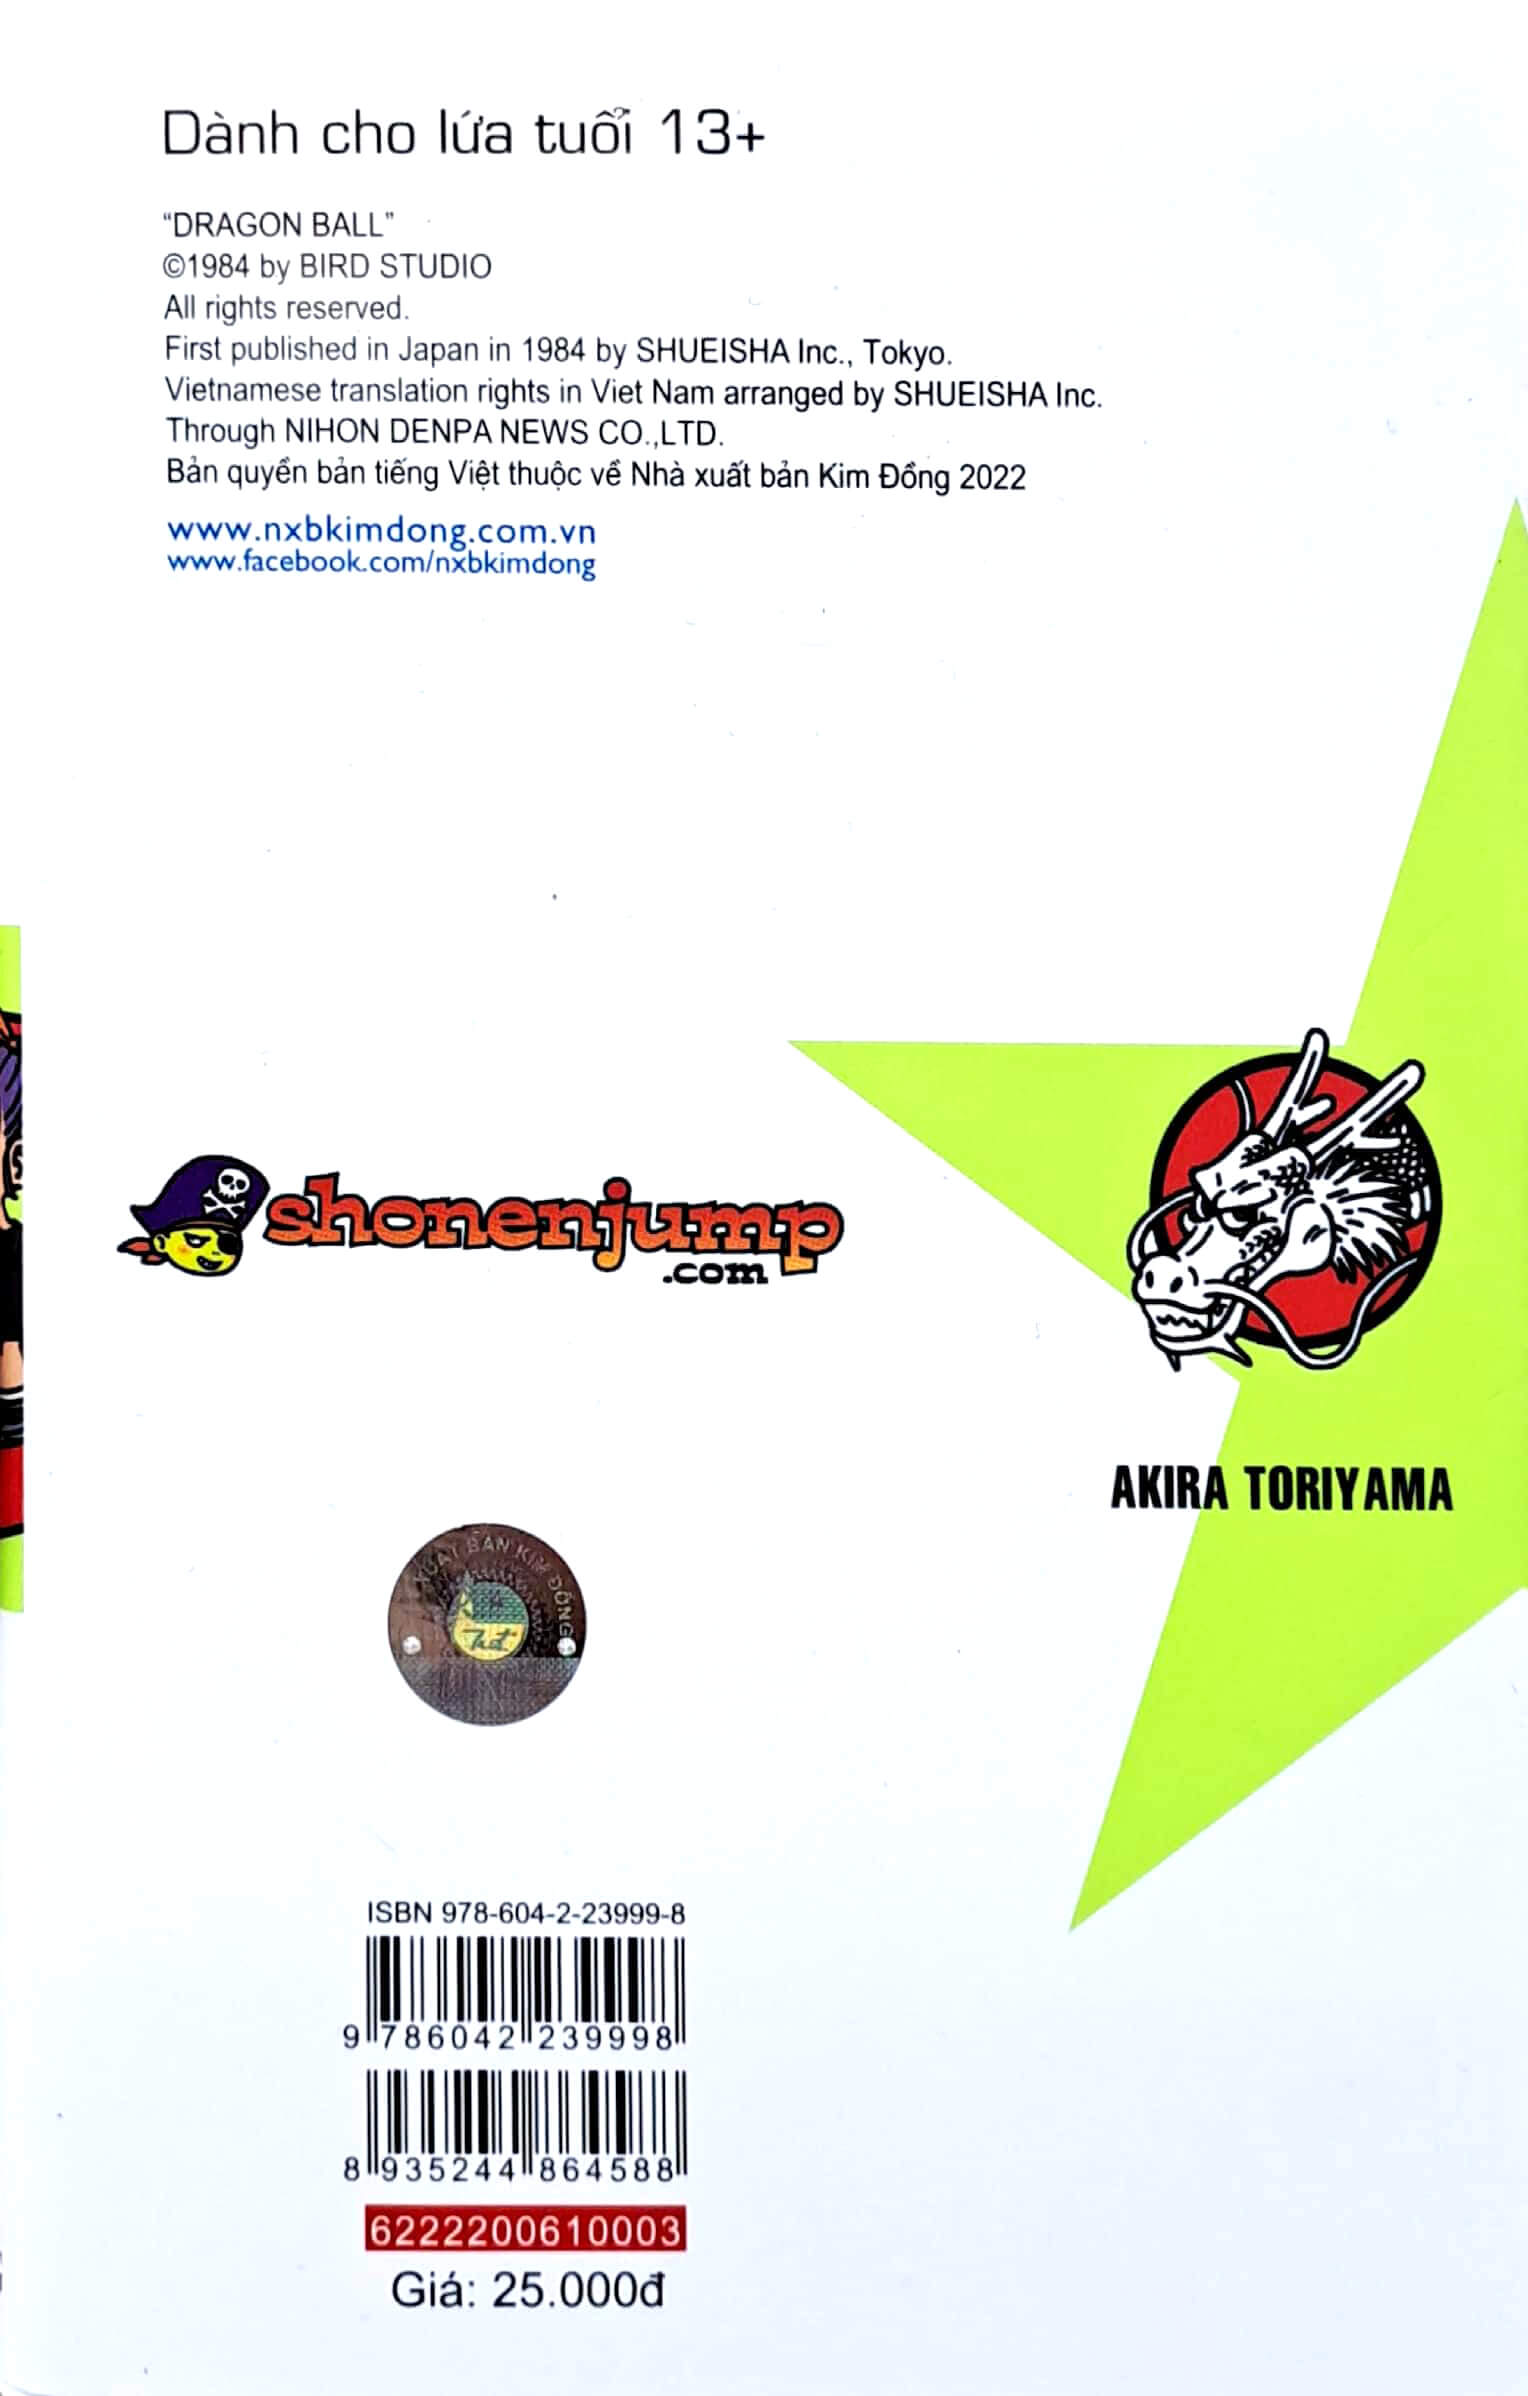 Dành cho lứa tuổi 13+
“DRAGON BALL”
©1984 by BIRD STUDIO
All rights reserved.
First published in Japan in 1984 by SHUEISHA Inc., Tokyo.
Vietnamese translation rights in Viet Nam arranged by SHUEISHA Inc.
Through NIHON DENPA NEWS CO.,LTD.
Bản quyền bản tiếng Việt thuộc về Nhà xuất bản Kim Đồng 2022
www.nxbkimdong.com.vn
www.facebook.com/nxbkimdong
shonenjump
.com
AKIRA TORIYAMA
XUẤT BẢN KIM ĐỒNG
ISBN 978-604-2-23999-8
9 786042 239998
8 935244 864588
6222200610003
Giá: 25.000đ